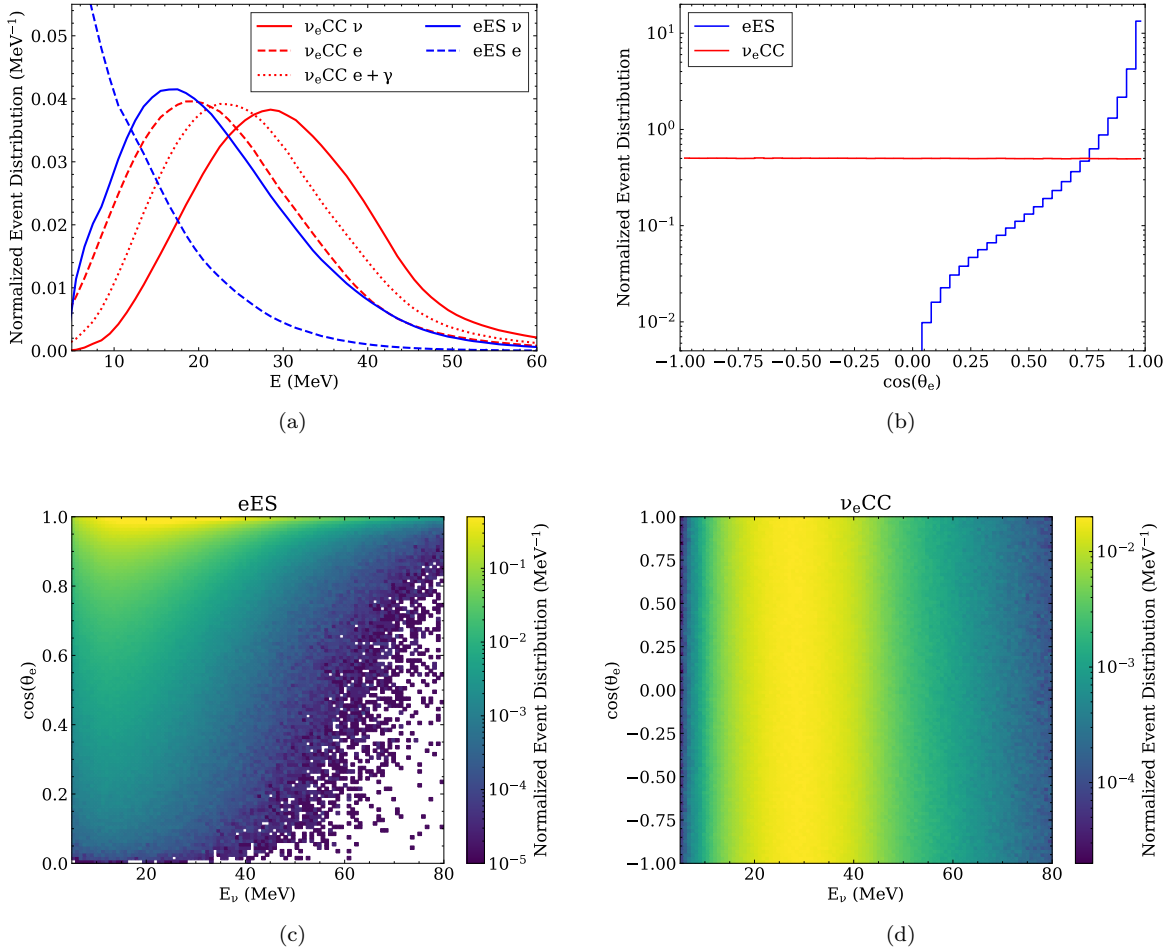 Normalized Event Distribution (MeV⁻¹)
0.05
0.04
0.03
0.02
0.01
0.00
νₑCC ν
νₑCC e
νₑCC e + γ
eES ν
eES e
10 20 30 40 50 60
E (MeV)
(a)
Normalized Event Distribution
10¹
10⁰
10⁻¹
10⁻²
eES
νₑCC
−1.00 −0.75 −0.50 −0.25 0.00 0.25 0.50 0.75 1.00
cos(θₑ)
(b)
eES
cos(θₑ)
1.0
0.8
0.6
0.4
0.2
0.0
20 40 60 80
E_ν (MeV)
10⁻¹
10⁻²
10⁻³
10⁻⁴
10⁻⁵
Normalized Event Distribution (MeV⁻¹)
(c)
νₑCC
cos(θₑ)
1.00
0.75
0.50
0.25
0.00
−0.25
−0.50
−0.75
−1.00
20 40 60 80
E_ν (MeV)
10⁻²
10⁻³
10⁻⁴
Normalized Event Distribution (MeV⁻¹)
(d)